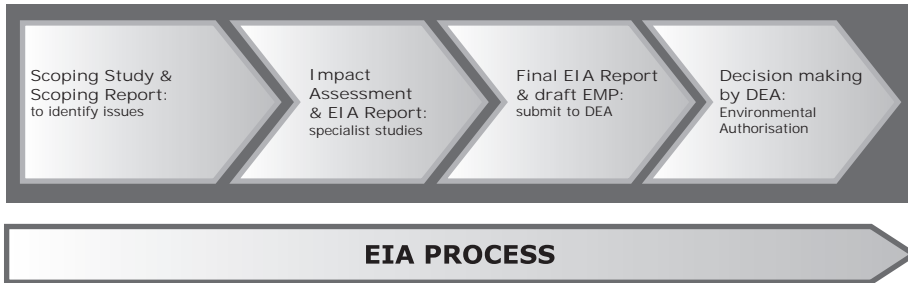 Scoping Study &
Scoping Report:
to identify issues
Impact
Assessment
& EIA Report:
specialist studies
Final EIA Report
& draft EMP:
submit to DEA
Decision making
by DEA:
Environmental
Authorisation
EIA PROCESS